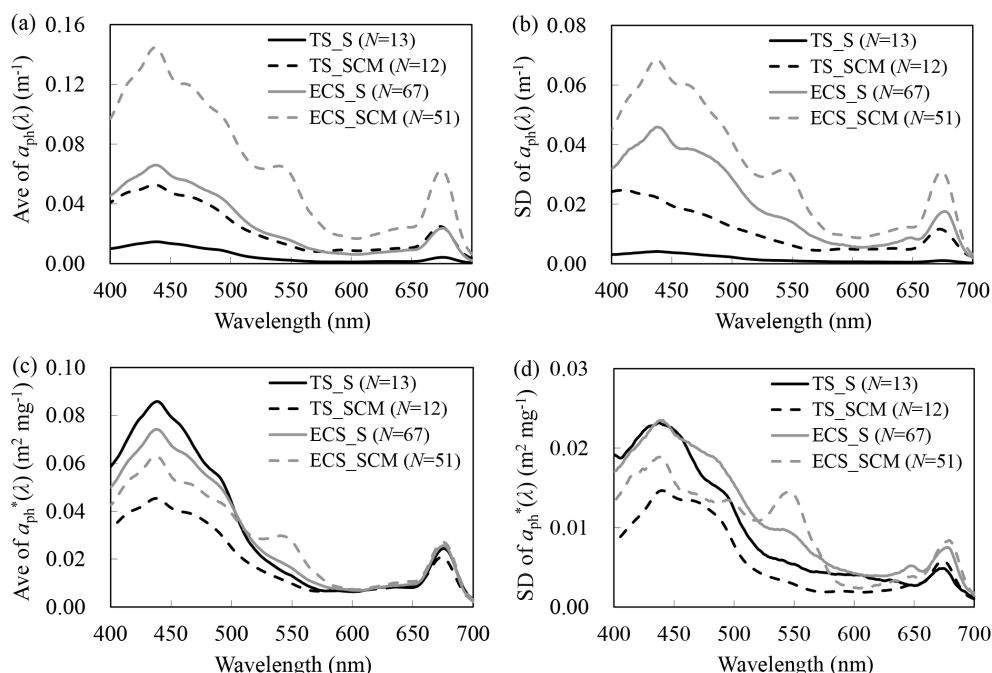 (a)
Ave of aph(λ) (m-1)
0.16
0.12
0.08
0.04
0.00
TS_S (N=13)
TS_SCM (N=12)
ECS_S (N=67)
ECS_SCM (N=51)
400 450 500 550 600 650 700
Wavelength (nm)
(b)
SD of aph(λ) (m-1)
0.08
0.06
0.04
0.02
0.00
TS_S (N=13)
TS_SCM (N=12)
ECS_S (N=67)
ECS_SCM (N=51)
400 450 500 550 600 650 700
Wavelength (nm)
(c)
Ave of aph*(λ) (m2 mg-1)
0.10
0.08
0.06
0.04
0.02
0.00
TS_S (N=13)
TS_SCM (N=12)
ECS_S (N=67)
ECS_SCM (N=51)
400 450 500 550 600 650 700
Wavelength (nm)
(d)
SD of aph*(λ) (m2 mg-1)
0.03
0.02
0.01
0.00
TS_S (N=13)
TS_SCM (N=12)
ECS_S (N=67)
ECS_SCM (N=51)
400 450 500 550 600 650 700
Wavelength (nm)